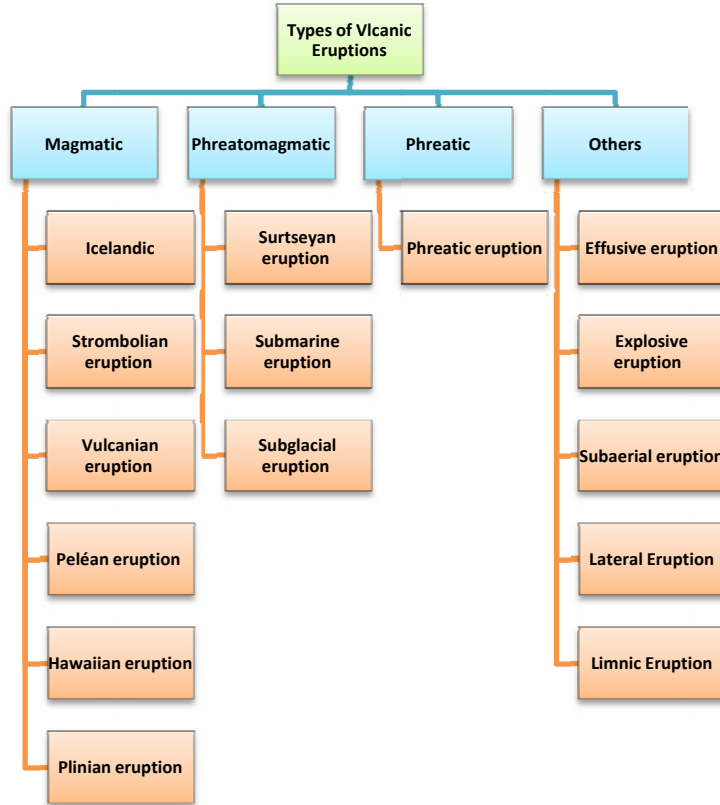 Types of Vlcanic
Eruptions
Magmatic
Phreatomagmatic
Phreatic
Others
Icelandic
Strombolian
eruption
Vulcanian
eruption
Peléan eruption
Hawaiian eruption
Plinian eruption
Surtseyan
eruption
Submarine
eruption
Subglacial
eruption
Phreatic eruption
Effusive eruption
Explosive
eruption
Subaerial eruption
Lateral Eruption
Limnic Eruption